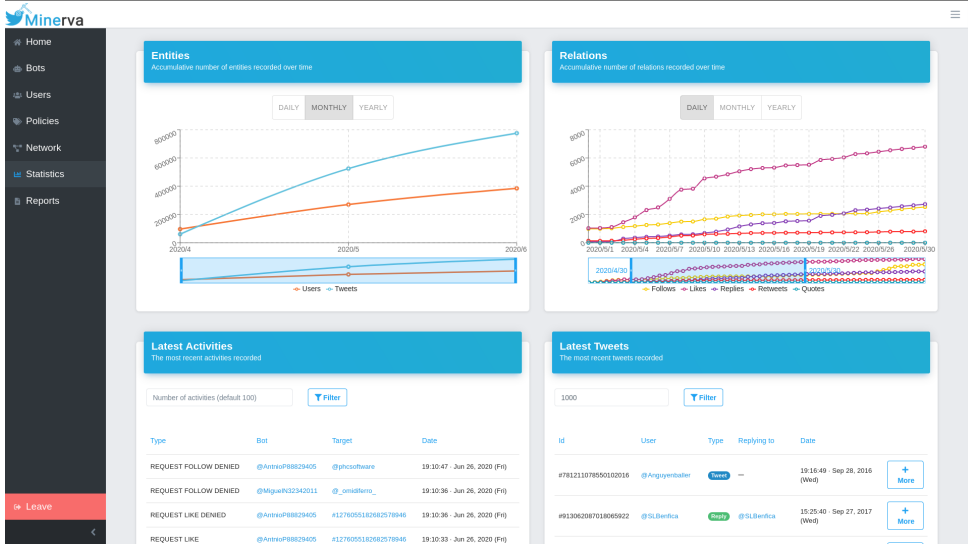 Minerva
Home
Bots
Users
Policies
Network
Statistics
Reports
Leave
Entities
Accumulative number of entities recorded over time
DAILY MONTHLY YEARLY
800000
600000
400000
200000
0
2020/4 2020/5 2020/6
Users Tweets
Relations
Accumulative number of relations recorded over time
DAILY MONTHLY YEARLY
8000
6000
4000
2000
0
2020/5/1 2020/5/4 2020/5/7 2020/5/10 2020/5/13 2020/5/16 2020/5/19 2020/5/22 2020/5/26 2020/5/30
2020/4/30 2020/5/30
Follows Likes Replies Retweets Quotes
Latest Activities
The most recent activities recorded
Number of activities (default 100) Filter
Type Bot Target Date
REQUEST FOLLOW DENIED @AntnioP88829405 @phcsoftware 19:10:47 - Jun 26, 2020 (Fri)
REQUEST FOLLOW DENIED @MiguelN32342011 @_omidiferro_ 19:10:36 - Jun 26, 2020 (Fri)
REQUEST LIKE DENIED @AntnioP88829405 #1276055182682578946 19:10:36 - Jun 26, 2020 (Fri)
REQUEST LIKE @AntnioP88829405 #1276055182682578946 19:10:33 - Jun 26, 2020 (Fri)
Latest Tweets
The most recent tweets recorded
1000 Filter
Id User Type Replying to Date
#781211078550102016 @Anguyenballer Tweet — 19:16:49 - Sep 28, 2016 (Wed) + More
#913062087018065922 @SLBenfica Reply @SLBenfica 15:25:40 - Sep 27, 2017 (Wed) + More